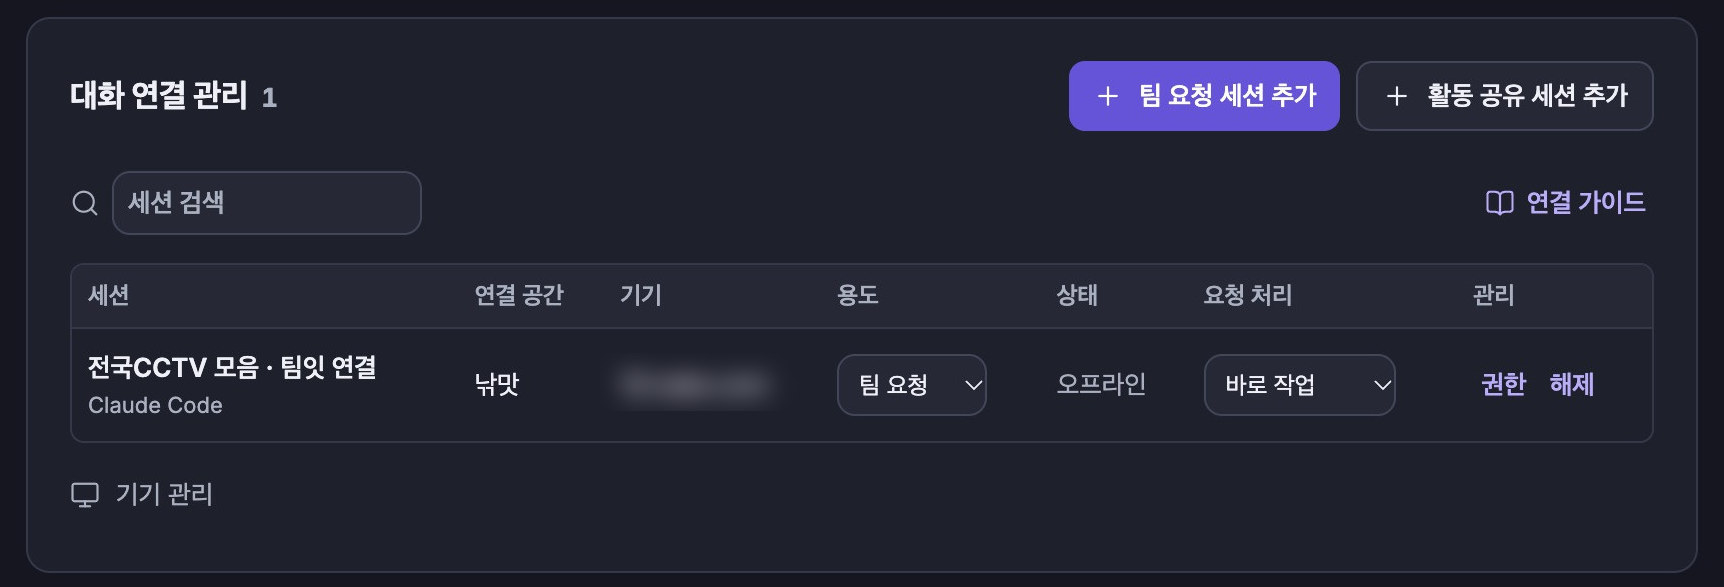 대화 연결 관리 1
+ 팀 요청 세션 추가
+ 활동 공유 세션 추가
세션 검색
연결 가이드
세션 연결 공간 기기 용도 상태 요청 처리 관리
전국CCTV 모음 · 팀잇 연결
Claude Code
낚맛 팀 요청 오프라인 바로 작업 권한 해제
기기 관리